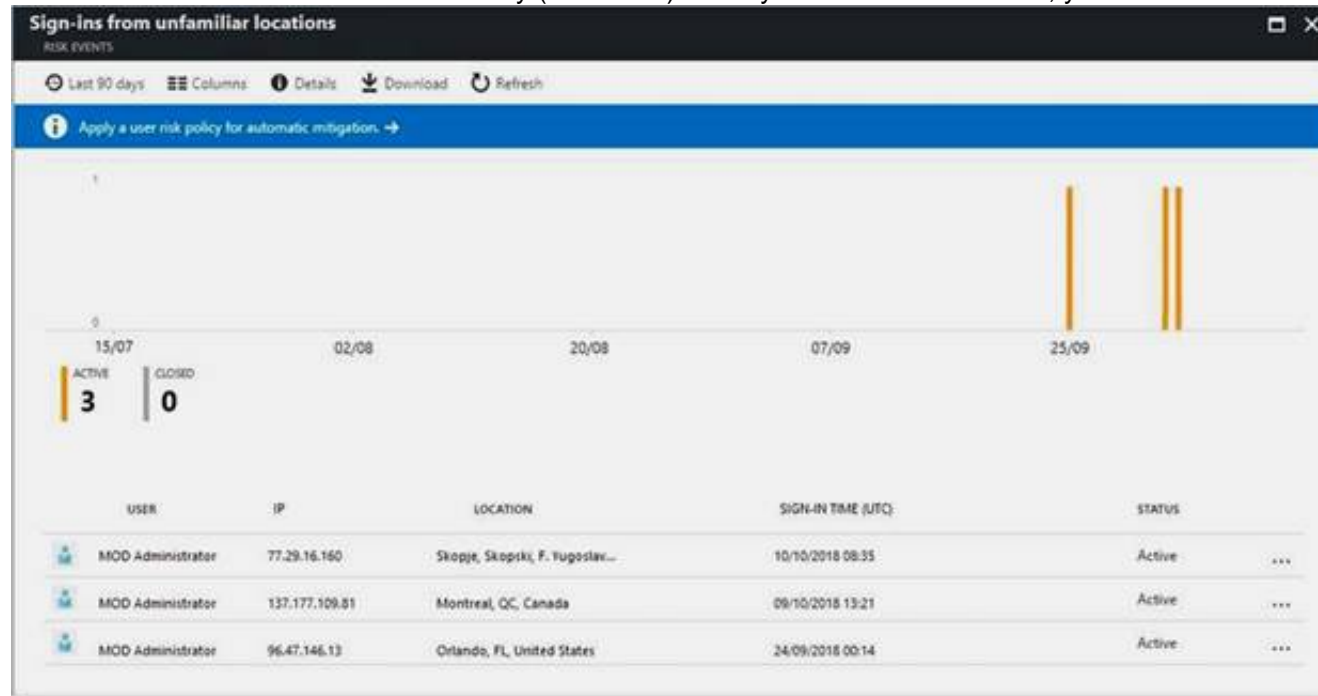 Sign-ins from unfamiliar locations
RISK EVENTS
Last 90 days Columns Details Download Refresh
Apply a user risk policy for automatic mitigation. →
1
0
15/07 02/08 20/08 07/09 25/09
ACTIVE CLOSED
3 0
USER IP LOCATION SIGN-IN TIME (UTC) STATUS
MOD Administrator 77.29.16.160 Skopje, Skopski, F. Yugoslav... 10/10/2018 08:35 Active ...
MOD Administrator 137.177.109.81 Montreal, QC, Canada 09/10/2018 13:21 Active ...
MOD Administrator 96.47.146.13 Orlando, FL, United States 24/09/2018 00:14 Active ...